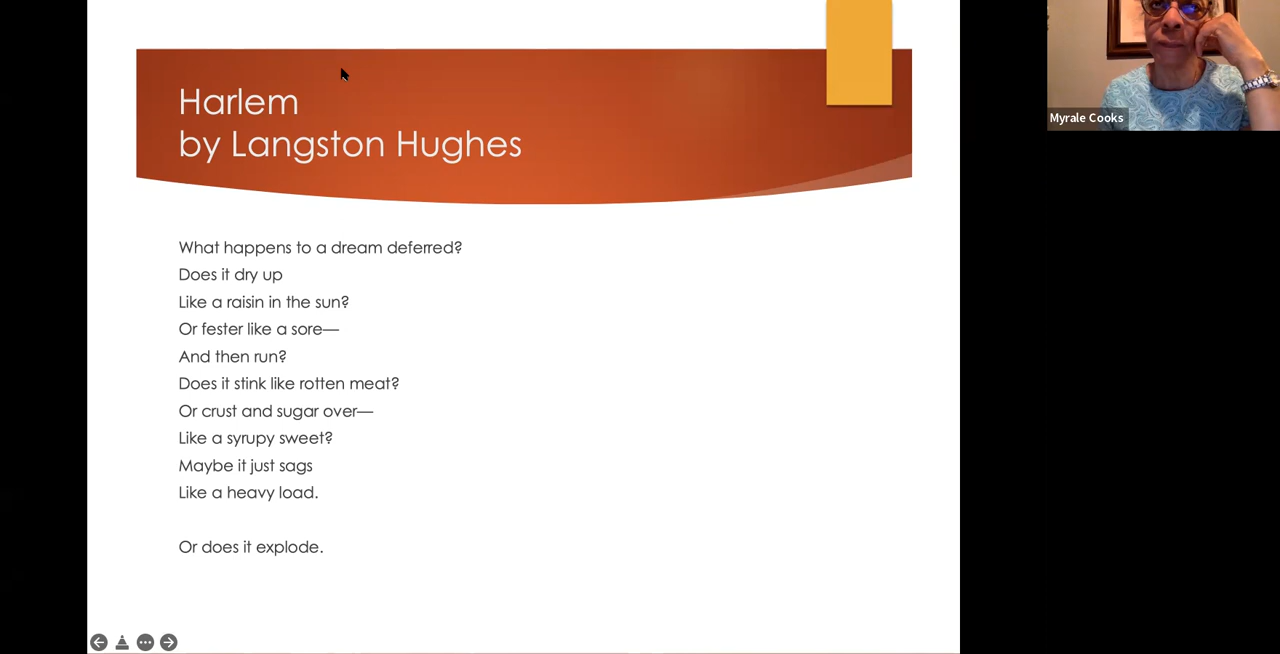 Harlem
by Langston Hughes
What happens to a dream deferred?
Does it dry up
Like a raisin in the sun?
Or fester like a sore—
And then run?
Does it stink like rotten meat?
Or crust and sugar over—
Like a syrupy sweet?
Maybe it just sags
Like a heavy load.
Or does it explode.
Myrale Cooks